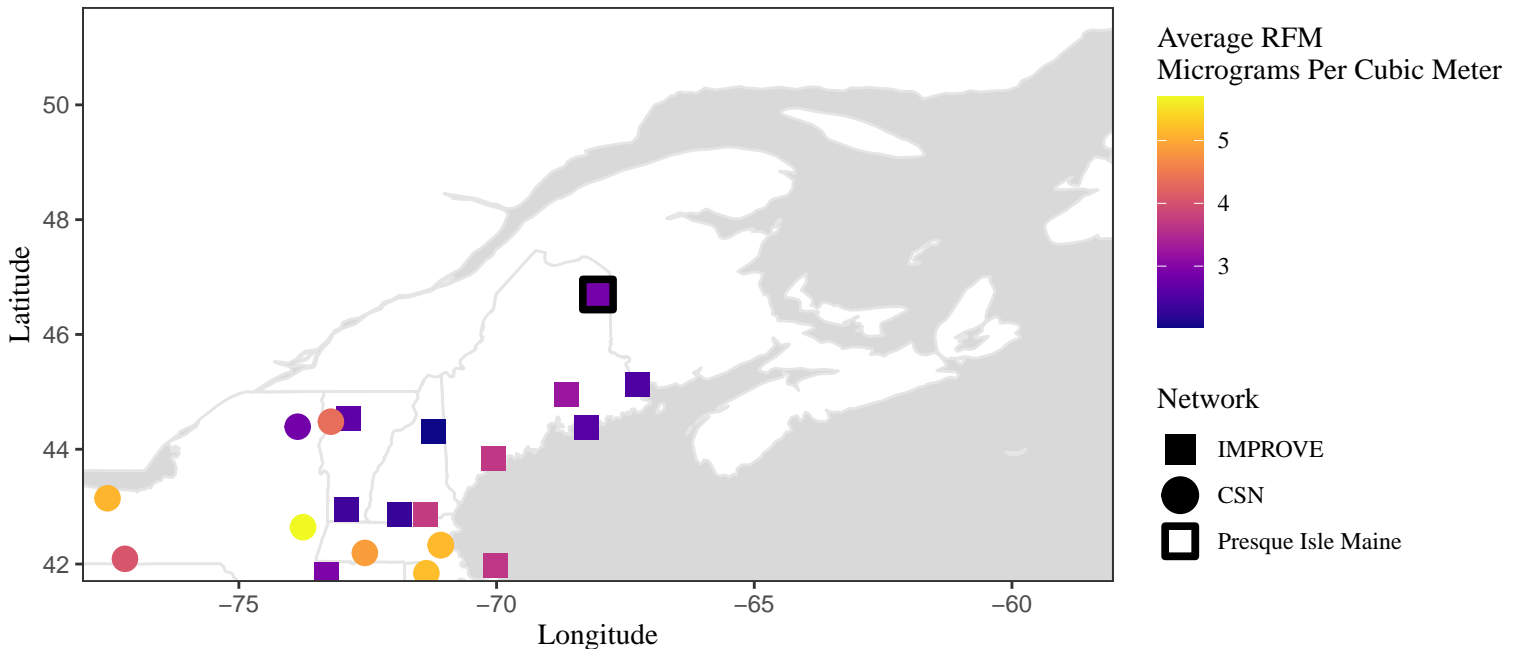 50
48
46
44
42
Latitude
−75
−70
−65
−60
Longitude
Average RFM
Micrograms Per Cubic Meter
5
4
3
Network
IMPROVE
CSN
Presque Isle Maine